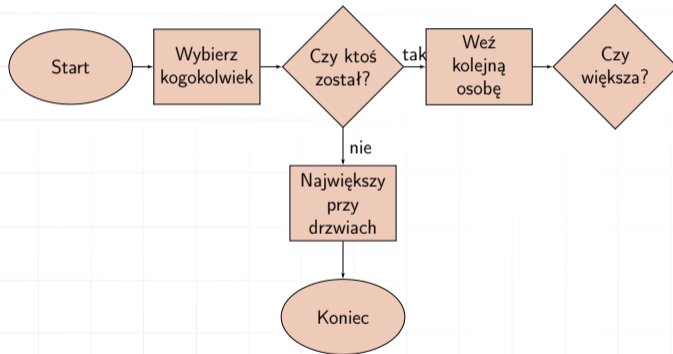 Start
Wybierz
kogokolwiek
Czy ktoś
został?
tak
Weź
kolejną
osobę
Czy
większa?
nie
Największy
przy
drzwiach
Koniec